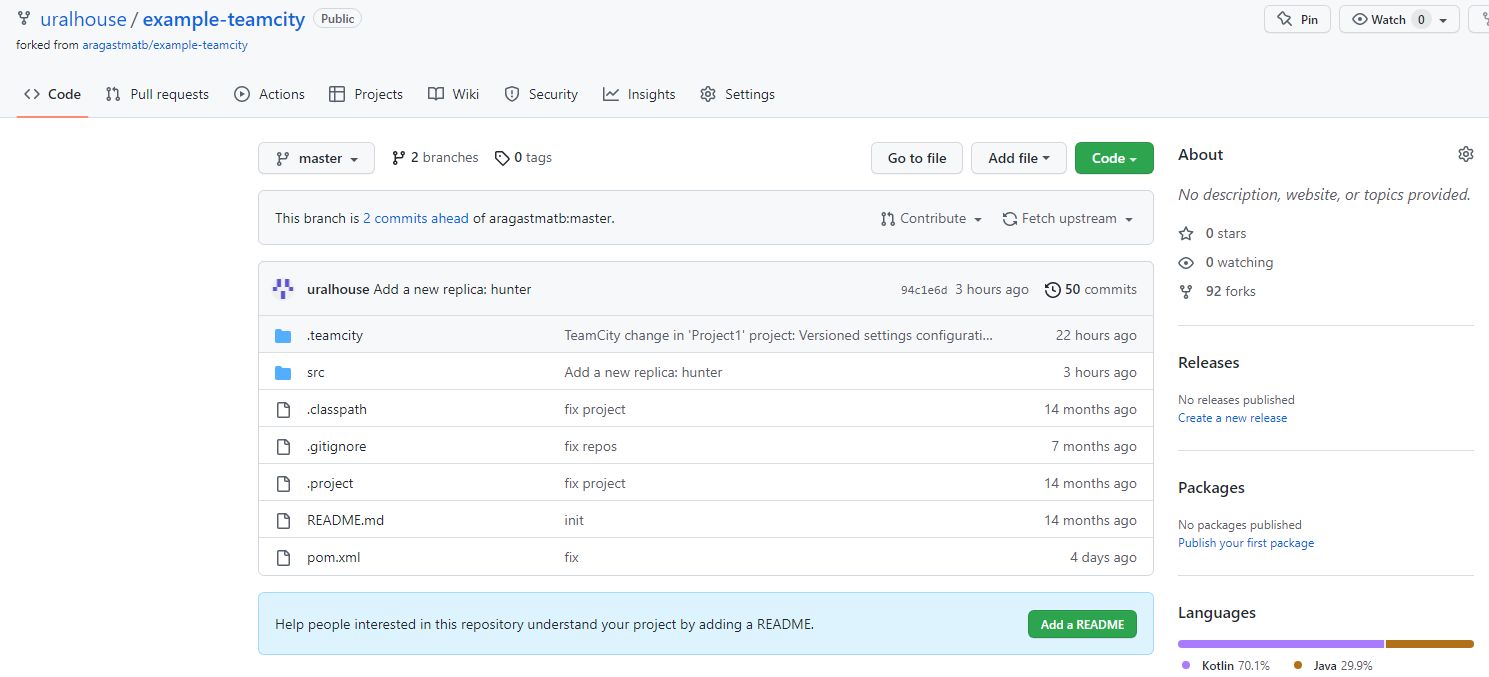 uralhouse / example-teamcity Public
Pin
Watch 0
forked from aragastmatb/example-teamcity
Code
Pull requests
Actions
Projects
Wiki
Security
Insights
Settings
master
2 branches
0 tags
Go to file
Add file
Code
This branch is 2 commits ahead of aragastmatb:master.
Contribute
Fetch upstream
uralhouse Add a new replica: hunter 94c1e6d 3 hours ago 50 commits
.teamcity TeamCity change in 'Project1' project: Versioned settings configurati... 22 hours ago
src Add a new replica: hunter 3 hours ago
.classpath fix project 14 months ago
.gitignore fix repos 7 months ago
.project fix project 14 months ago
README.md init 14 months ago
pom.xml fix 4 days ago
Help people interested in this repository understand your project by adding a README.
Add a README
About
No description, website, or topics provided.
0 stars
0 watching
92 forks
Releases
No releases published
Create a new release
Packages
No packages published
Publish your first package
Languages
Kotlin 70.1% Java 29.9%